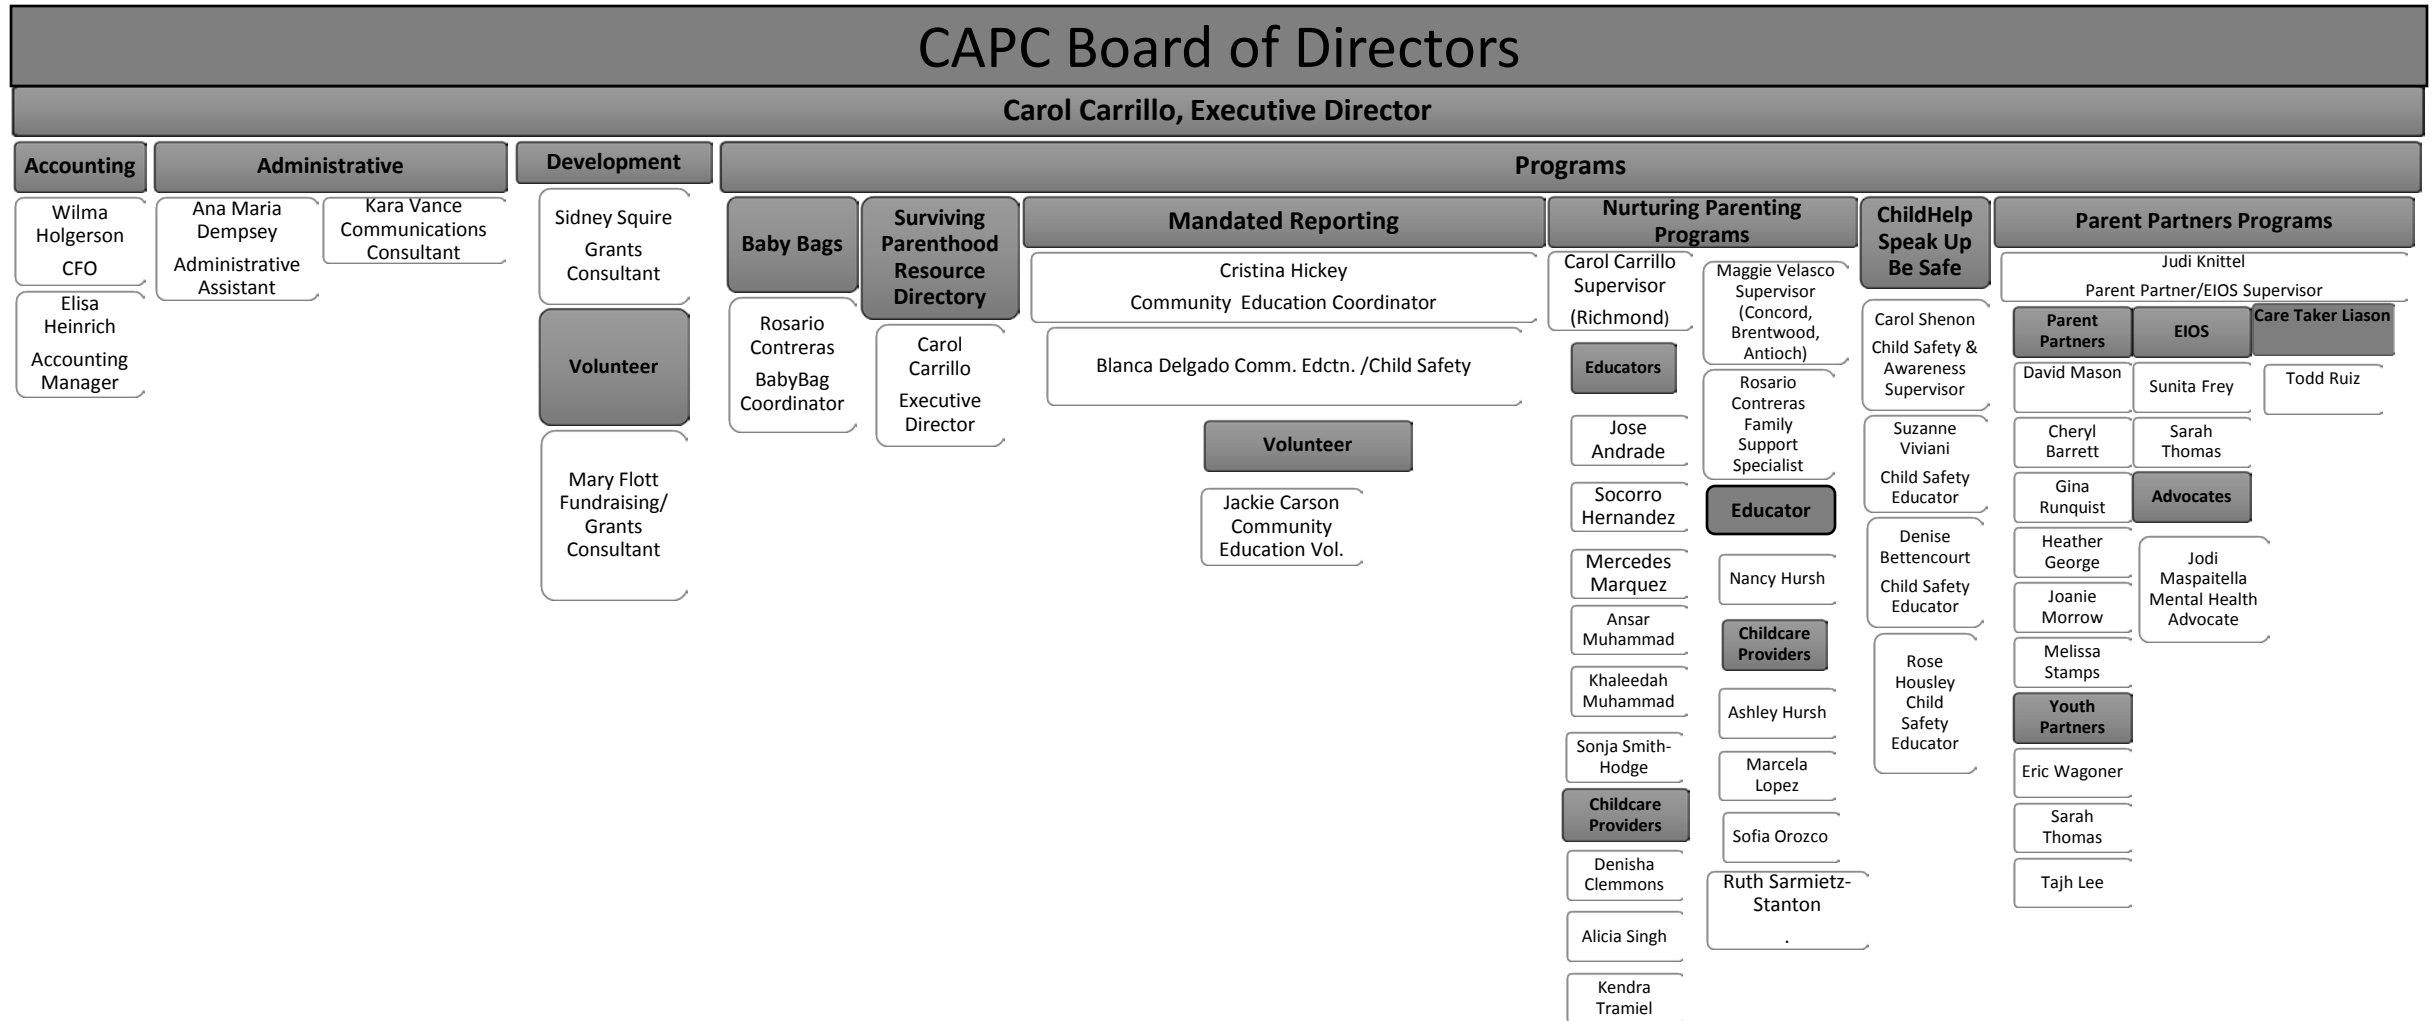 CAPC Board of Directors
Carol Carrillo, Executive Director
Accounting
Wilma
Holgerson
CFO
Elisa
Heinrich
Accounting
Manager
Administrative
Ana Maria
Dempsey
Administrative
Assistant
Kara Vance
Communications
Consultant
Development
Sidney Squire
Grants
Consultant
Volunteer
Mary Flott
Fundraising/
Grants
Consultant
Programs
Baby Bags
Rosario
Contreras
BabyBag
Coordinator
Surviving
Parenthood
Resource
Directory
Carol
Carrillo
Executive
Director
Mandated Reporting
Cristina Hickey
Community Education Coordinator
Blanca Delgado Comm. Edctn. /Child Safety
Volunteer
Jackie Carson
Community
Education Vol.
Nurturing Parenting
Programs
Carol Carrillo
Supervisor
(Richmond)
Educators
Jose
Andrade
Socorro
Hernandez
Mercedes
Marquez
Ansar
Muhammad
Khaleedah
Muhammad
Sonja Smith-
Hodge
Childcare
Providers
Denisha
Clemmons
Alicia Singh
Kendra
Tramiel
Maggie Velasco
Supervisor
(Concord,
Brentwood,
Antioch)
Rosario
Contreras
Family
Support
Specialist
Educator
Nancy Hursh
Childcare
Providers
Ashley Hursh
Marcela
Lopez
Sofia Orozco
Ruth Sarmietz-
Stanton
.
ChildHelp
Speak Up
Be Safe
Carol Shenon
Child Safety &
Awareness
Supervisor
Suzanne
Viviani
Child Safety
Educator
Denise
Bettencourt
Child Safety
Educator
Rose
Housley
Child
Safety
Educator
Parent Partners Programs
Judi Knittel
Parent Partner/EIOS Supervisor
Parent
Partners
David Mason
Cheryl
Barrett
Gina
Runquist
Heather
George
Joanie
Morrow
Melissa
Stamps
Youth
Partners
Eric Wagoner
Sarah
Thomas
Tajh Lee
EIOS
Sunita Frey
Sarah
Thomas
Advocates
Jodi
Maspaitella
Mental Health
Advocate
Care Taker Liason
Todd Ruiz